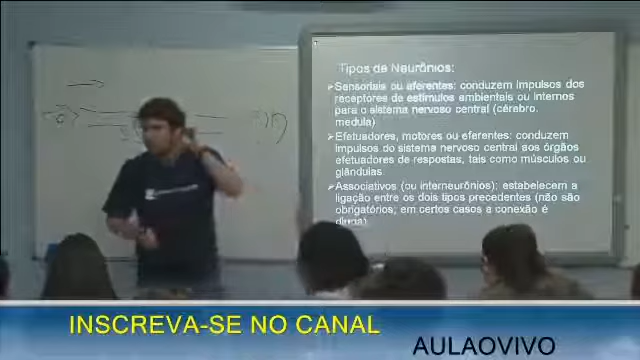 Tipos de Neurônios:
➢Sensoriais ou aferentes: conduzem impulsos dos
receptores de estímulos ambientais ou internos
para o sistema nervoso central (cérebro,
medula)
➢Efetuadores, motores ou eferentes: conduzem
impulsos do sistema nervoso central aos órgãos
efetuadores de respostas, tais como músculos ou
glândulas
➢Associativos (ou interneurônios): estabelecem a
ligação entre os dois tipos precedentes (não são
obrigatórios; em certos casos a conexão é
direta)
INSCREVA-SE NO CANAL
AULAOVIVO